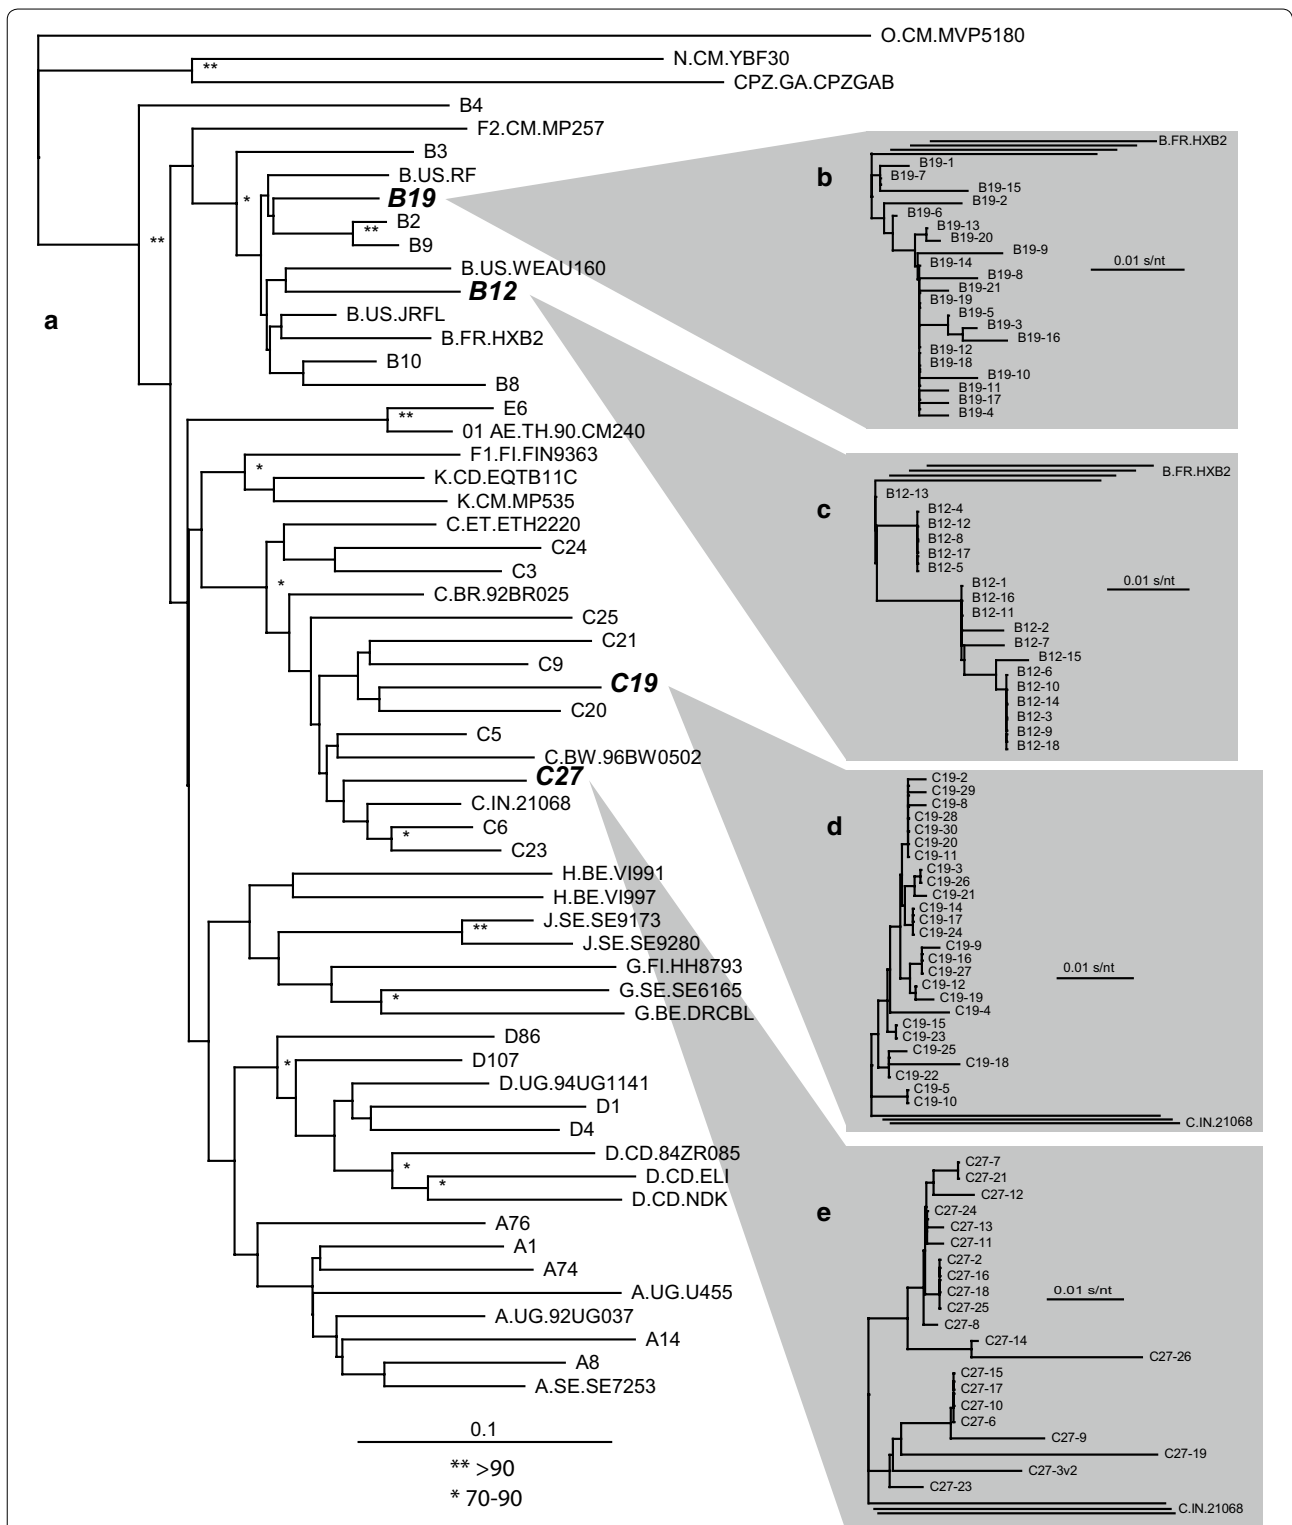 a
O.CM.MVP5180
N.CM.YBF30
**
CPZ.GA.CPZGAB
B4
F2.CM.MP257
B3
B.US.RF
*
B19
B2
**
B9
**
B.US.WEAU160
B12
B.US.JRFL
B.FR.HXB2
B10
B8
E6
**
01_AE.TH.90.CM240
F1.FI.FIN9363
*
K.CD.EQTB11C
K.CM.MP535
C.ET.ETH2220
C24
C3
*
C.BR.92BR025
C25
C21
C9
C19
C20
C5
C.BW.96BW0502
C27
C.IN.21068
C6
*
C23
H.BE.VI991
H.BE.VI997
J.SE.SE9173
**
J.SE.SE9280
G.FI.HH8793
G.SE.SE6165
*
G.BE.DRCBL
D86
D107
*
D.UG.94UG1141
D1
D4
D.CD.84ZR085
*
D.CD.ELI
*
D.CD.NDK
A76
A1
A74
A.UG.U455
A.UG.92UG037
A14
A8
A.SE.SE7253
0.1
** >90
* 70-90
b
B.FR.HXB2
B19-1
B19-7
B19-15
B19-2
B19-6
B19-13
B19-20
B19-9
B19-14
0.01 s/nt
B19-8
B19-21
B19-19
B19-5
B19-3
B19-16
B19-12
B19-18
B19-10
B19-11
B19-17
B19-4
c
B.FR.HXB2
B12-13
B12-4
B12-12
B12-8
B12-17
B12-5
0.01 s/nt
B12-1
B12-16
B12-11
B12-2
B12-7
B12-15
B12-6
B12-10
B12-14
B12-3
B12-9
B12-18
d
C19-2
C19-29
C19-8
C19-28
C19-30
C19-20
C19-11
C19-3
C19-26
C19-21
C19-14
C19-17
C19-24
C19-9
C19-16
0.01 s/nt
C19-27
C19-12
C19-19
C19-4
C19-15
C19-23
C19-25
C19-18
C19-22
C19-5
C19-10
C.IN.21068
e
C27-7
C27-21
C27-12
C27-24
C27-13
C27-11
C27-2
C27-16
C27-18
0.01 s/nt
C27-25
C27-8
C27-14
C27-26
C27-15
C27-17
C27-10
C27-6
C27-9
C27-19
C27-3v2
C27-23
C.IN.21068